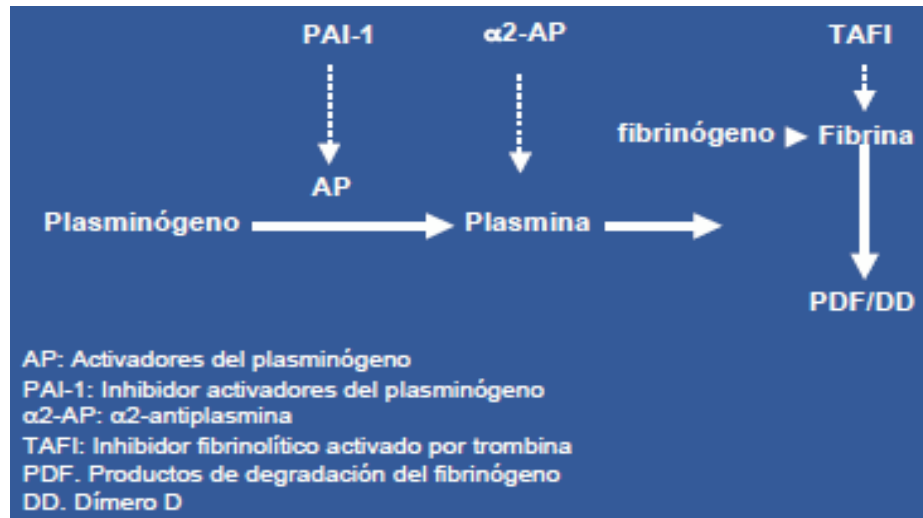 PAI-1 α2-AP TAFI
fibrinógeno Fibrina
AP
Plasminógeno Plasmina
PDF/DD
AP: Activadores del plasminógeno
PAI-1: Inhibidor activadores del plasminógeno
α2-AP: α2-antiplasmina
TAFI: Inhibidor fibrinolítico activado por trombina
PDF. Productos de degradación del fibrinógeno
DD. Dímero D